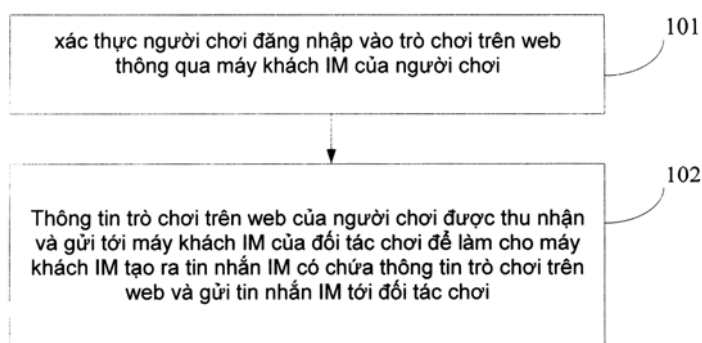 xác thực người chơi đăng nhập vào trò chơi trên web
thông qua máy khách IM của người chơi
101
Thông tin trò chơi trên web của người chơi được thu nhận
và gửi tới máy khách IM của đối tác chơi để làm cho máy
khách IM tạo ra tin nhắn IM có chứa thông tin trò chơi trên
web và gửi tin nhắn IM tới đối tác chơi
102